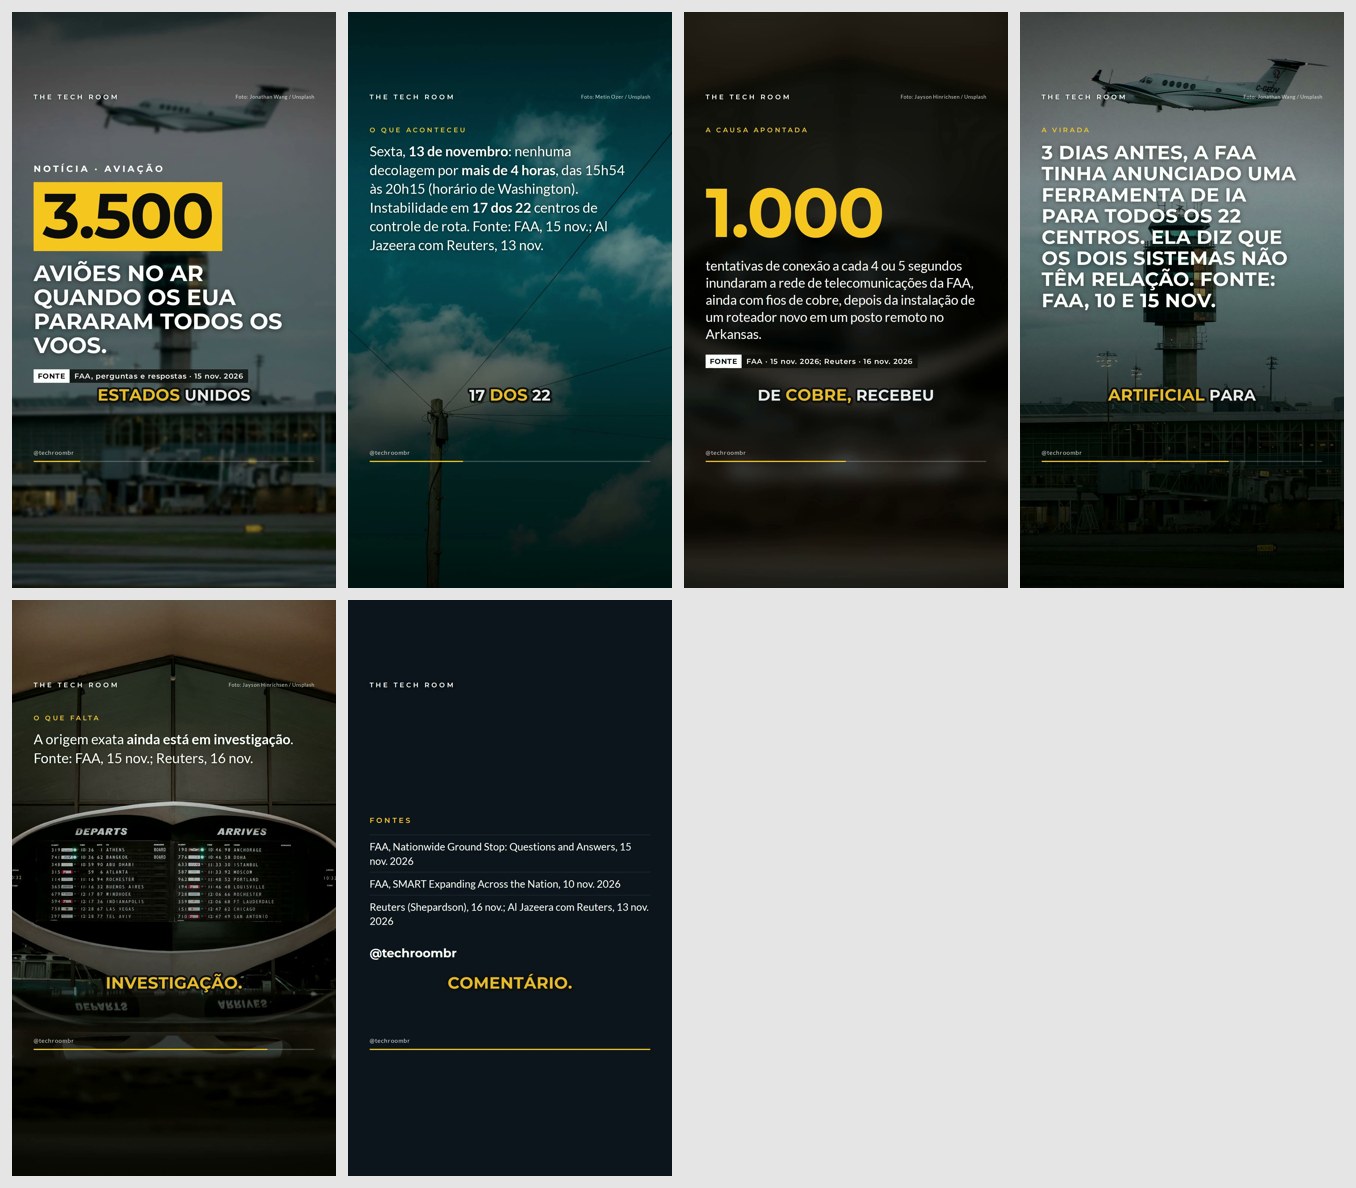 THE TECH ROOM
Foto: Jonathan Wang / Unsplash
NOTÍCIA · AVIAÇÃO
3.500
AVIÕES NO AR
QUANDO OS EUA
PARARAM TODOS OS
VOOS.
FONTE FAA, perguntas e respostas · 15 nov. 2026
ESTADOS UNIDOS
@techroombr
THE TECH ROOM
Foto: Metin Ozer / Unsplash
O QUE ACONTECEU
Sexta, 13 de novembro: nenhuma
decolagem por mais de 4 horas, das 15h54
às 20h15 (horário de Washington).
Instabilidade em 17 dos 22 centros de
controle de rota. Fonte: FAA, 15 nov.; Al
Jazeera com Reuters, 13 nov.
17 DOS 22
@techroombr
THE TECH ROOM
Foto: Jayson Hinrichsen / Unsplash
A CAUSA APONTADA
1.000
tentativas de conexão a cada 4 ou 5 segundos
inundaram a rede de telecomunicações da FAA,
ainda com fios de cobre, depois da instalação de
um roteador novo em um posto remoto no
Arkansas.
FONTE FAA · 15 nov. 2026; Reuters · 16 nov. 2026
DE COBRE, RECEBEU
@techroombr
THE TECH ROOM
Foto: Jonathan Wang / Unsplash
A VIRADA
3 DIAS ANTES, A FAA
TINHA ANUNCIADO UMA
FERRAMENTA DE IA
PARA TODOS OS 22
CENTROS. ELA DIZ QUE
OS DOIS SISTEMAS NÃO
TÊM RELAÇÃO. FONTE:
FAA, 10 E 15 NOV.
ARTIFICIAL PARA
@techroombr
THE TECH ROOM
Foto: Jayson Hinrichsen / Unsplash
O QUE FALTA
A origem exata ainda está em investigação.
Fonte: FAA, 15 nov.; Reuters, 16 nov.
DEPARTS ARRIVES
INVESTIGAÇÃO.
@techroombr
THE TECH ROOM
FONTES
FAA, Nationwide Ground Stop: Questions and Answers, 15
nov. 2026
FAA, SMART Expanding Across the Nation, 10 nov. 2026
Reuters (Shepardson), 16 nov.; Al Jazeera com Reuters, 13 nov.
2026
@techroombr
COMENTÁRIO.
@techroombr